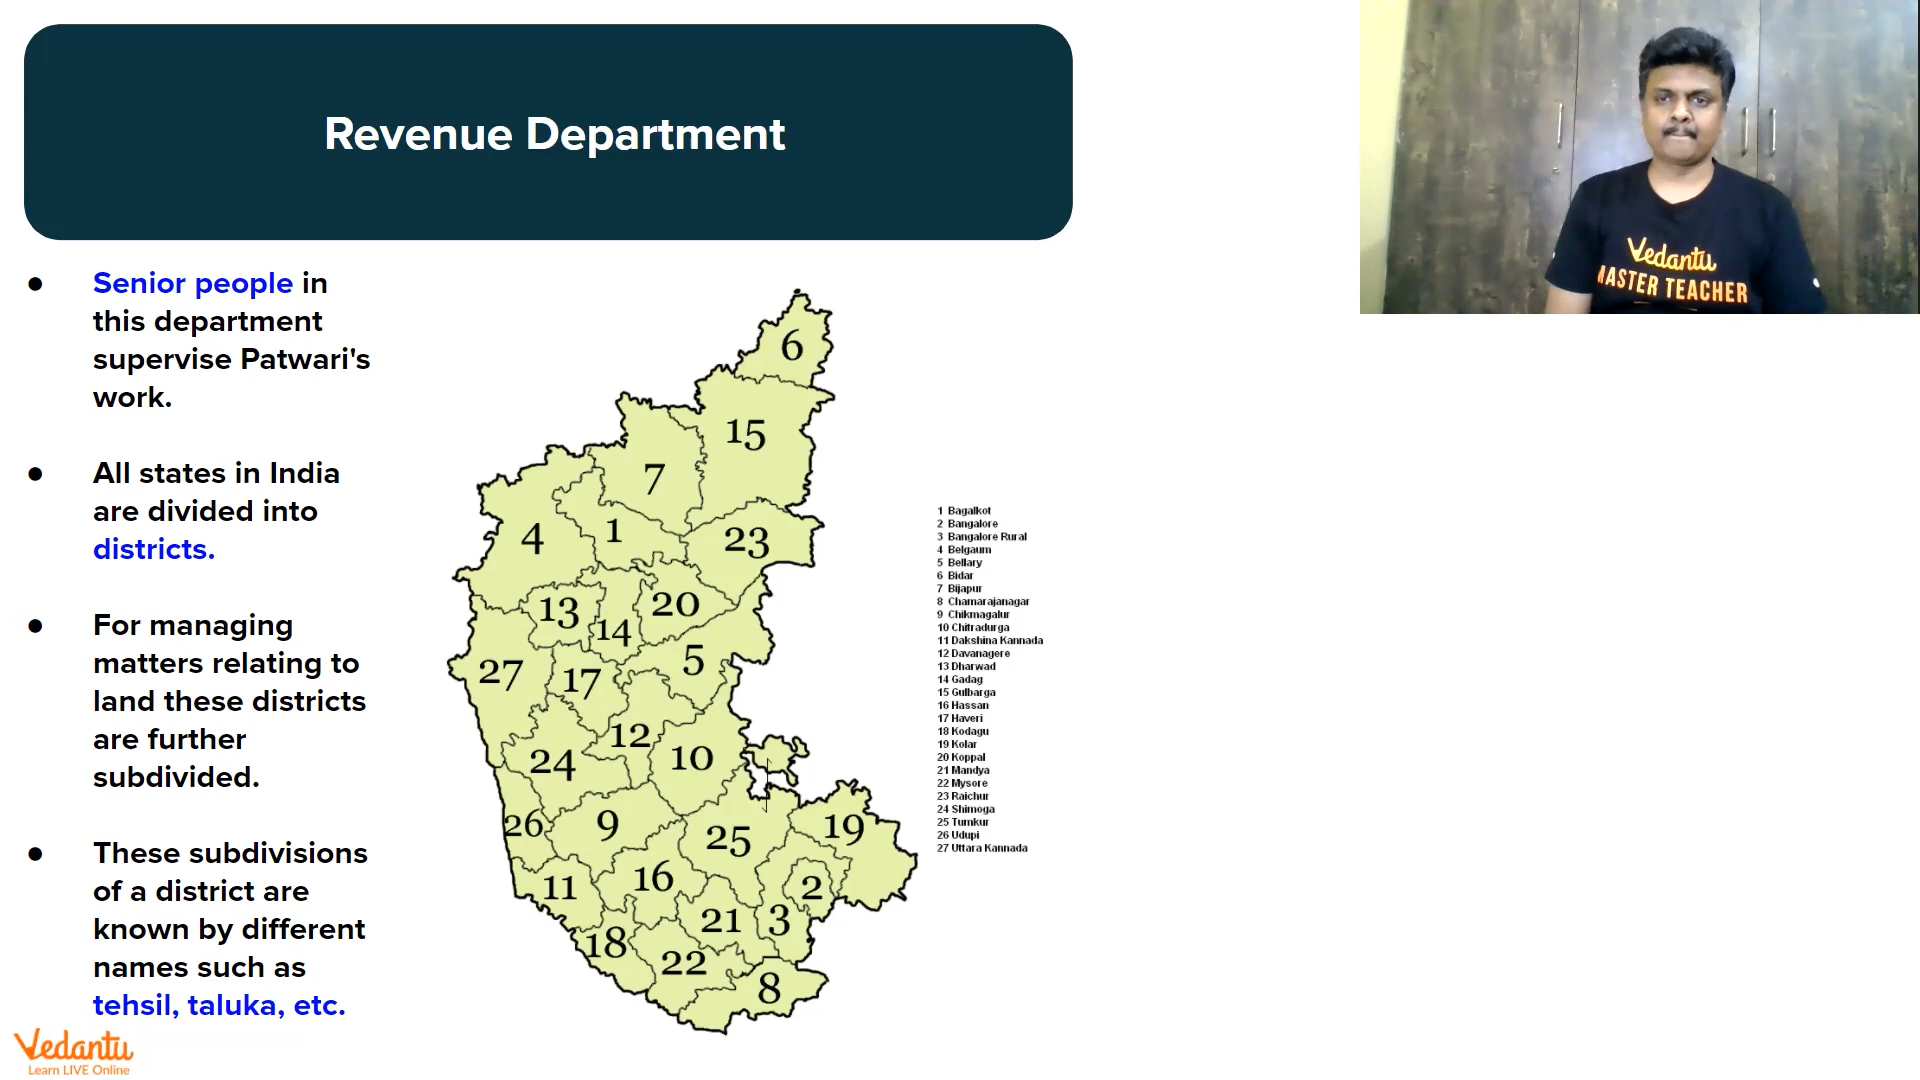 Revenue Department
● Senior people in
this department
supervise Patwari's
work.
● All states in India
are divided into
districts.
● For managing
matters relating to
land these districts
are further
subdivided.
● These subdivisions
of a district are
known by different
names such as
tehsil, taluka, etc.
Vedantu
Learn LIVE Online
6
15
7
4
1
23
13
14
20
27
17
5
24
12
10
26
9
25
19
11
16
2
18
21
3
22
8
1 Bagalkot
2 Bangalore
3 Bangalore Rural
4 Belgaum
5 Bellary
6 Bidar
7 Bijapur
8 Chamarajanagar
9 Chikmagalur
10 Chitradurga
11 Dakshina Kannada
12 Davanagere
13 Dharwad
14 Gadag
15 Gulbarga
16 Hassan
17 Haveri
18 Kodagu
19 Kolar
20 Koppal
21 Mandya
22 Mysore
23 Raichur
24 Shimoga
25 Tumkur
26 Udupi
27 Uttara Kannada
Vedantu
MASTER TEACHER